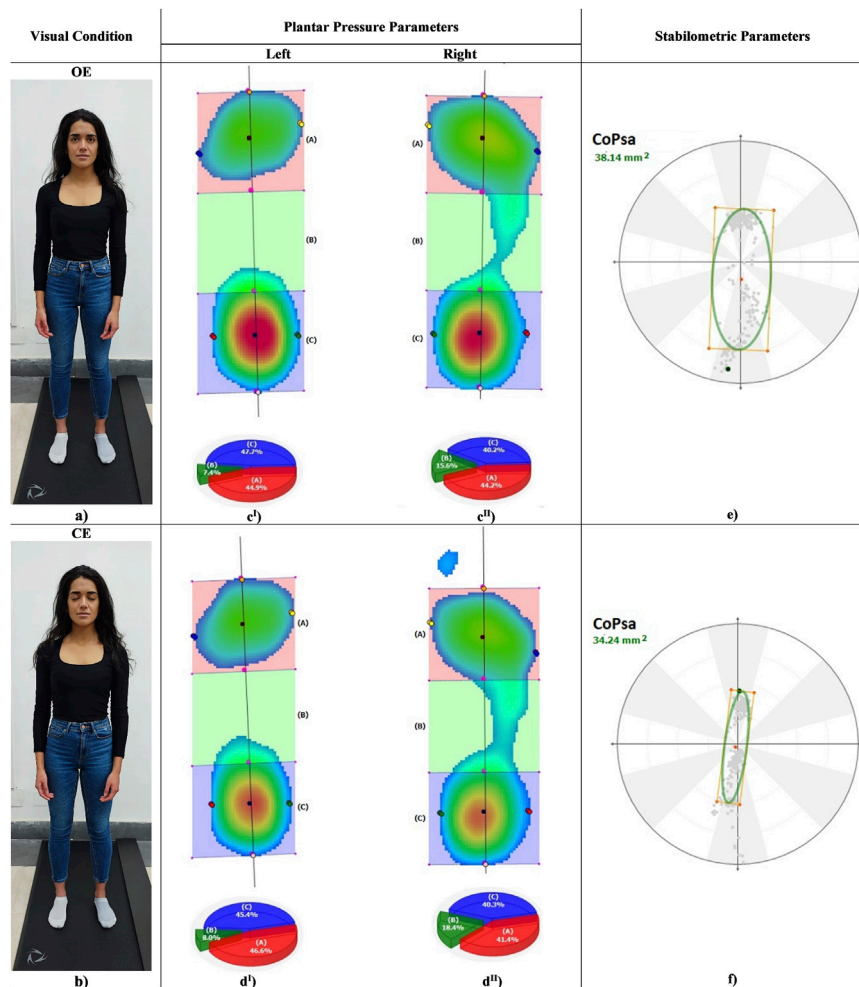 Visual Condition
Plantar Pressure Parameters
Left
Right
Stabilometric Parameters
OE
(A)
(B)
(C)
(C)
47.7%
(B)
7.4%
(A)
44.9%
(A)
(B)
(C)
(C)
40.2%
(B)
15.6%
(A)
44.2%
CoPsa
38.14 mm²
a)
cᴵ)
cᴵᴵ)
e)
CE
(A)
(B)
(C)
(C)
45.4%
(B)
8.0%
(A)
46.6%
(A)
(B)
(C)
(C)
40.3%
(B)
18.4%
(A)
41.4%
CoPsa
34.24 mm²
b)
dᴵ)
dᴵᴵ)
f)